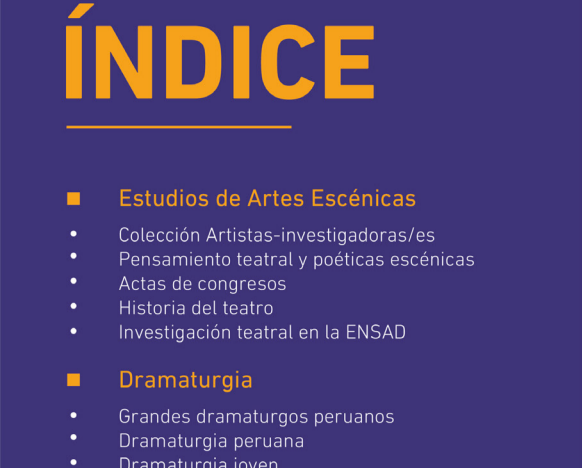 ÍNDICE
Estudios de Artes Escénicas
Colección Artistas-investigadoras/es
Pensamiento teatral y poéticas escénicas
Actas de congresos
Historia del teatro
Investigación teatral en la ENSAD
Dramaturgia
Grandes dramaturgos peruanos
Dramaturgia peruana
Dramaturgia joven